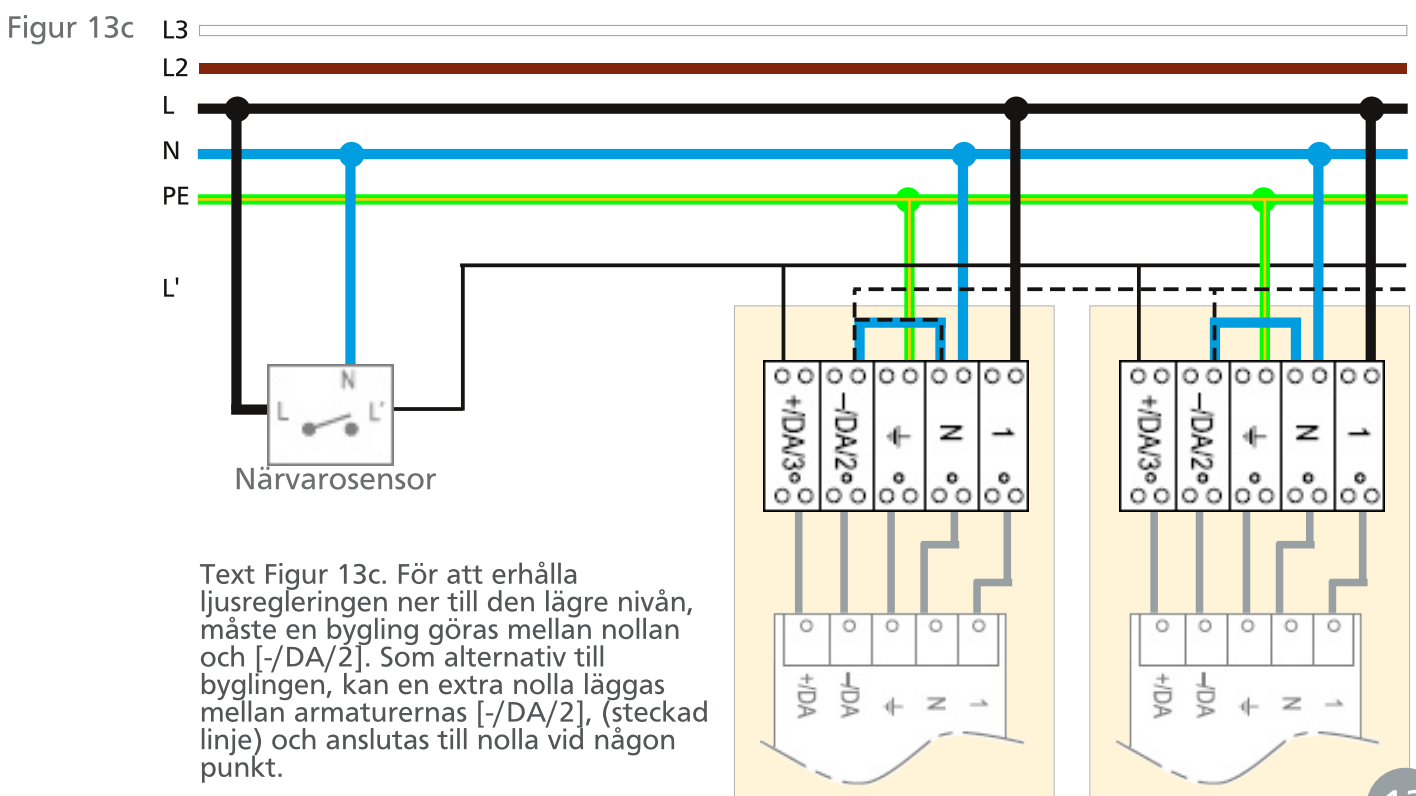 Figur 13c
L3
L2
L
N
PE
L'
N
L L'
Närvarosensor
+/DA/3 -/DA/2 N 1
+/DA/3 -/DA/2 N 1
Text Figur 13c. För att erhålla
ljusregleringen ner till den lägre nivån,
måste en bygling göras mellan nollan
och [-/DA/2]. Som alternativ till
byglingen, kan en extra nolla läggas
mellan armaturernas [-/DA/2], (steckad
linje) och anslutas till nolla vid någon
punkt.
+/DA -/DA N 1
+/DA -/DA N 1